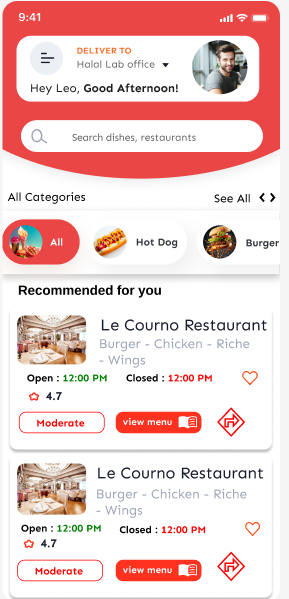 9:41
DELIVER TO
Halal Lab office
Hey Leo, Good Afternoon!
Search dishes, restaurants
All Categories
See All
All
Hot Dog
Burger
Recommended for you
Le Courno Restaurant
Burger - Chicken - Riche
- Wings
Open : 12:00 PM
Closed : 12:00 PM
4.7
Moderate
view menu
Le Courno Restaurant
Burger - Chicken - Riche
- Wings
Open : 12:00 PM
Closed : 12:00 PM
4.7
Moderate
view menu